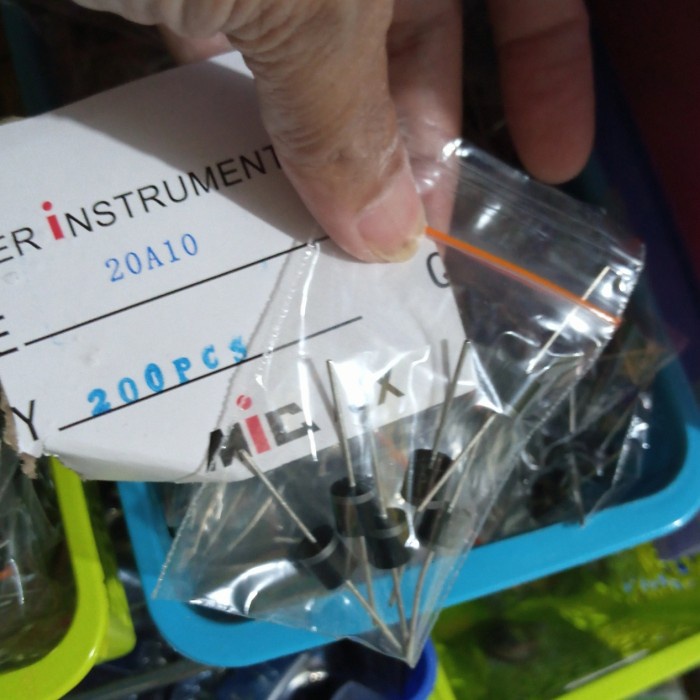 ER iNSTRUMENT
20A10
E
G
Y 200PCS
MiC